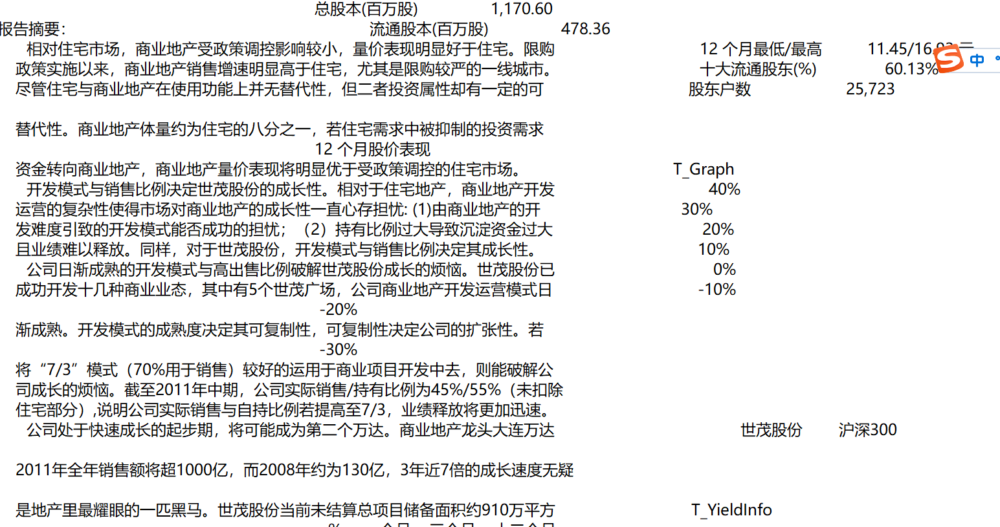 总股本(百万股) 1,170.60
报告摘要： 流通股本(百万股) 478.36
相对住宅市场，商业地产受政策调控影响较小，量价表现明显好于住宅。限购 12 个月最低/最高
政策实施以来，商业地产销售增速明显高于住宅，尤其是限购较严的一线城市。 十大流通股东(%) 60.13% 中
尽管住宅与商业地产在使用功能上并无替代性，但二者投资属性却有一定的可 股东户数 25,723
替代性。商业地产体量约为住宅的八分之一，若住宅需求中被抑制的投资需求
12 个月股价表现
资金转向商业地产，商业地产量价表现将明显优于受政策调控的住宅市场。 T_Graph
开发模式与销售比例决定世茂股份的成长性。相对于住宅地产，商业地产开发 40%
运营的复杂性使得市场对商业地产的成长性一直心存担忧: (1)由商业地产的开 30%
发难度引致的开发模式能否成功的担忧；（2）持有比例过大导致沉淀资金过大 20%
且业绩难以释放。同样，对于世茂股份，开发模式与销售比例决定其成长性。 10%
公司日渐成熟的开发模式与高出售比例破解世茂股份成长的烦恼。世茂股份已 0%
成功开发十几种商业业态，其中有5个世茂广场，公司商业地产开发运营模式日 -10%
-20%
渐成熟。开发模式的成熟度决定其可复制性，可复制性决定公司的扩张性。若
-30%
将“7/3”模式（70%用于销售）较好的运用于商业项目开发中去，则能破解公
司成长的烦恼。截至2011年中期，公司实际销售/持有比例为45%/55%（未扣除
住宅部分）,说明公司实际销售与自持比例若提高至7/3，业绩释放将更加迅速。
公司处于快速成长的起步期，将可能成为第二个万达。商业地产龙头大连万达 世茂股份 沪深300
2011年全年销售额将超1000亿，而2008年约为130亿，3年近7倍的成长速度无疑
是地产里最耀眼的一匹黑马。世茂股份当前未结算总项目储备面积约910万平方 T_YieldInfo